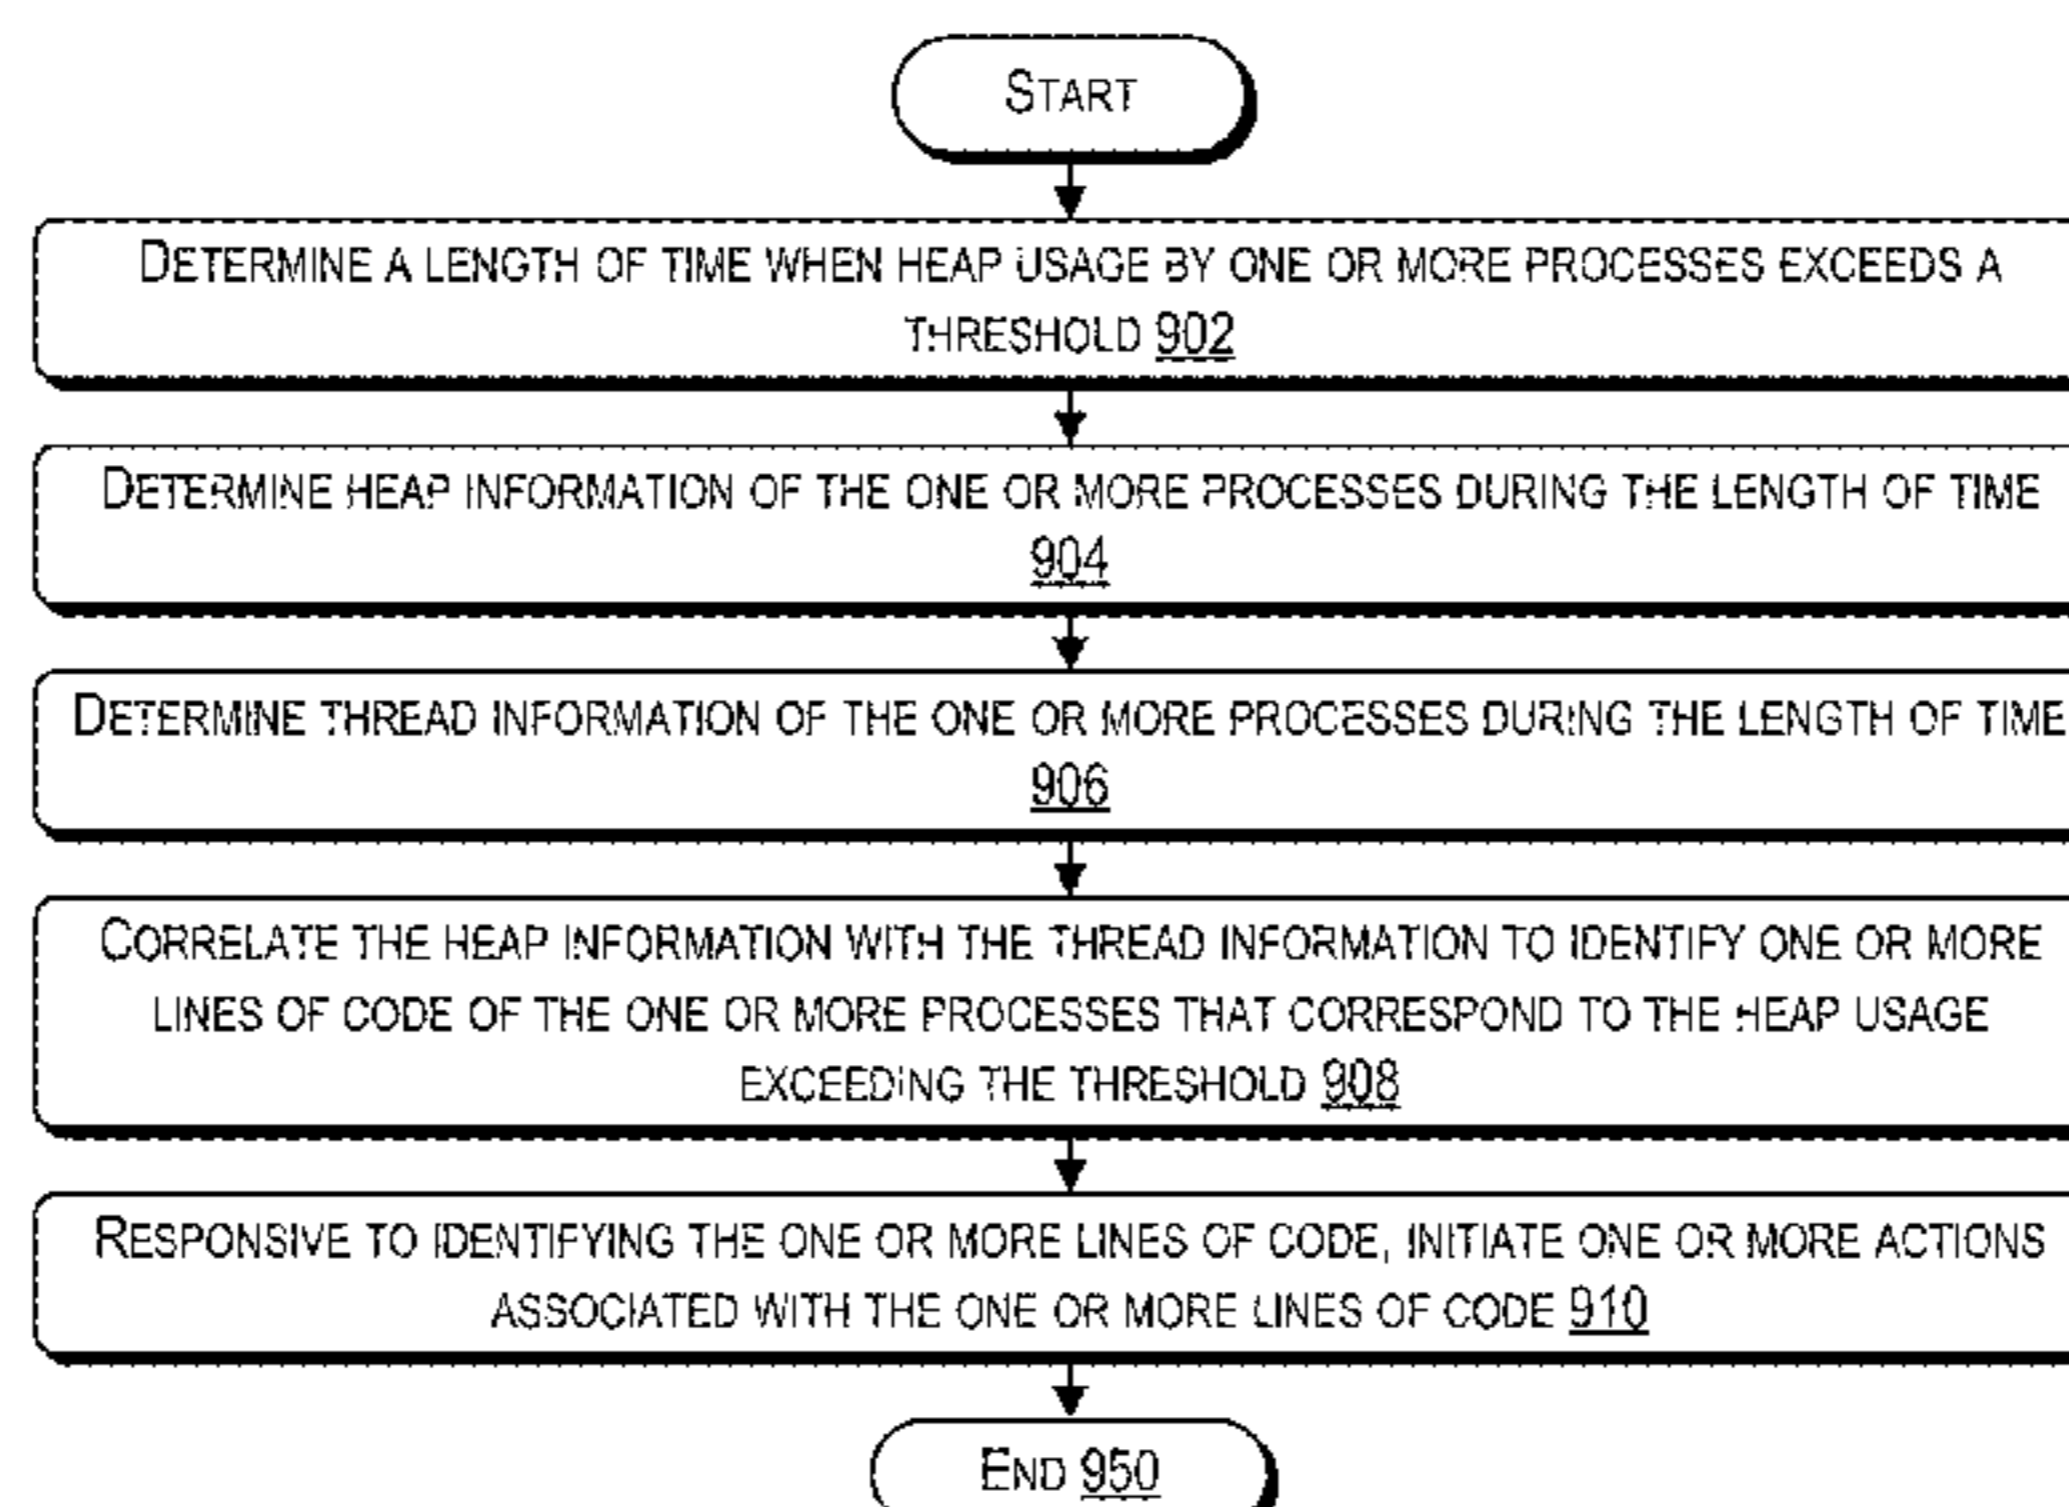 START
DETERMINE A LENGTH OF TIME WHEN HEAP USAGE BY ONE OR MORE PROCESSES EXCEEDS A
THRESHOLD 902
DETERMINE HEAP INFORMATION OF THE ONE OR MORE PROCESSES DURING THE LENGTH OF TIME
904
DETERMINE THREAD INFORMATION OF THE ONE OR MORE PROCESSES DURING THE LENGTH OF TIME
906
CORRELATE THE HEAP INFORMATION WITH THE THREAD INFORMATION TO IDENTIFY ONE OR MORE
LINES OF CODE OF THE ONE OR MORE PROCESSES THAT CORRESPOND TO THE HEAP USAGE
EXCEEDING THE THRESHOLD 908
RESPONSIVE TO IDENTIFYING THE ONE OR MORE LINES OF CODE, INITIATE ONE OR MORE ACTIONS
ASSOCIATED WITH THE ONE OR MORE LINES OF CODE 910
END 950